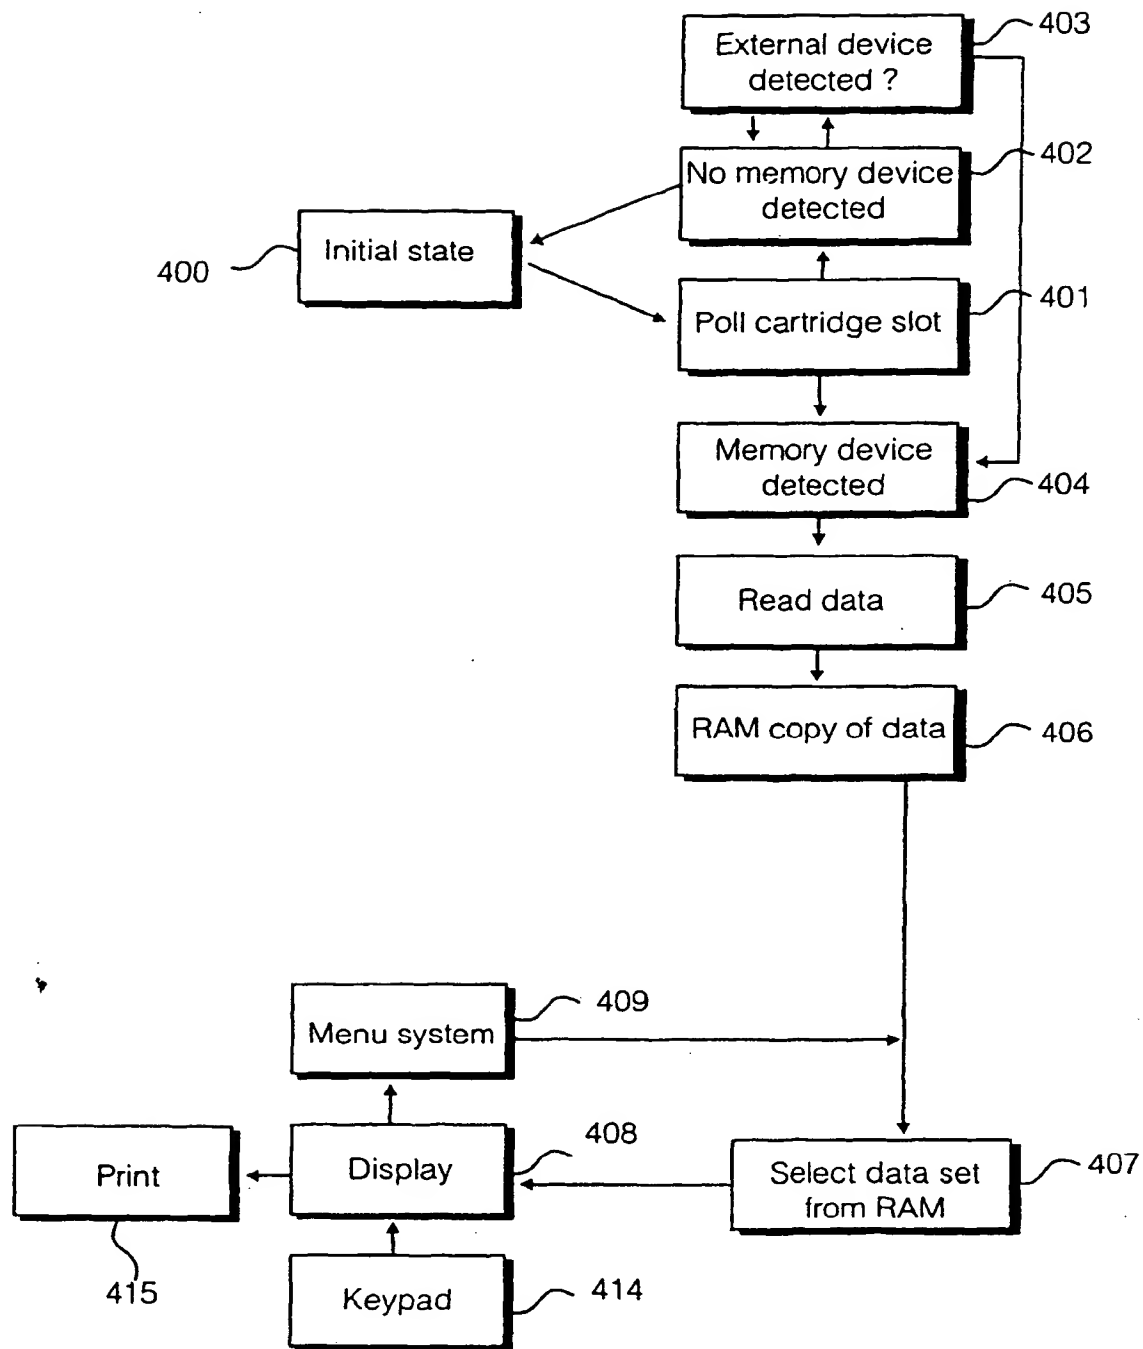 External device
detected ?
403
No memory device
detected
402
Initial state
400
Poll cartridge slot
401
Memory device
detected
404
Read data
405
RAM copy of data
406
Menu system
409
Display
408
Print
415
Select data set
from RAM
407
Keypad
414